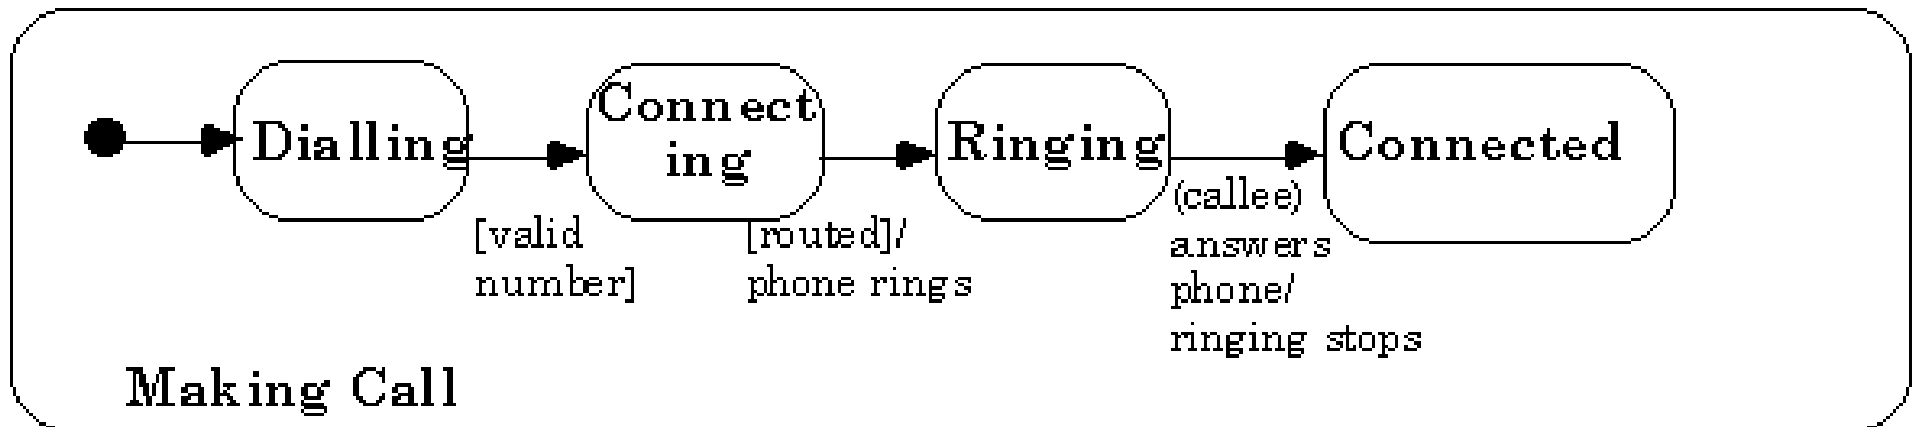 Dialling
Connect
ing
Ringing
Connected
[valid
number]
[routed]/
phone rings
(callee)
answers
phone/
ringing stops
Making Call